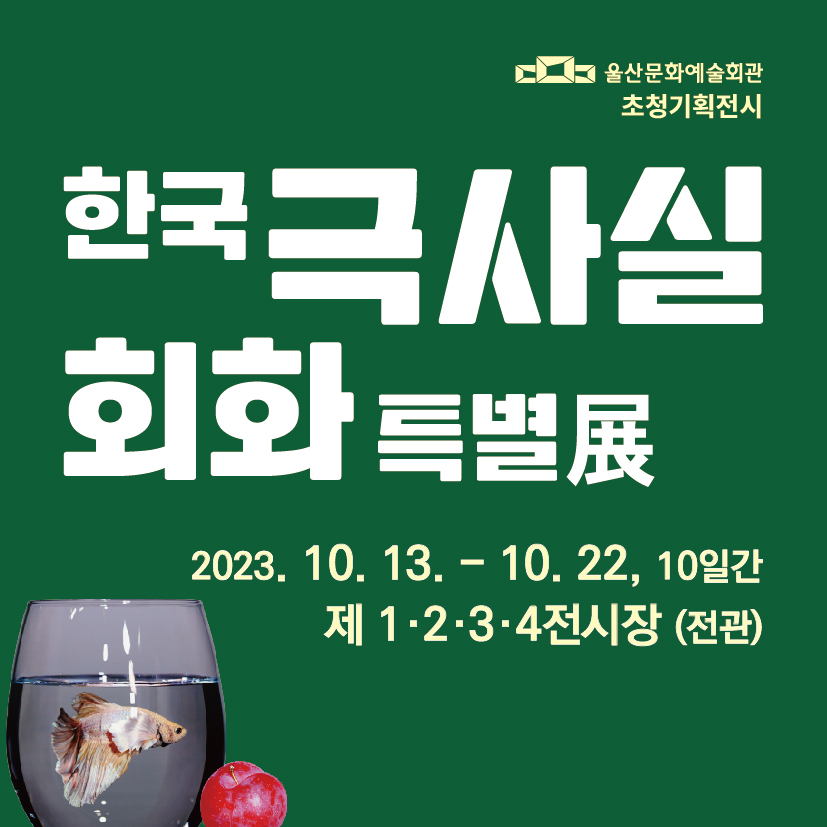 울산문화예술회관
초청기획전시
한국 극사실
회화 특별展
2023. 10. 13. - 10. 22, 10일간
제 1·2·3·4전시장 (전관)